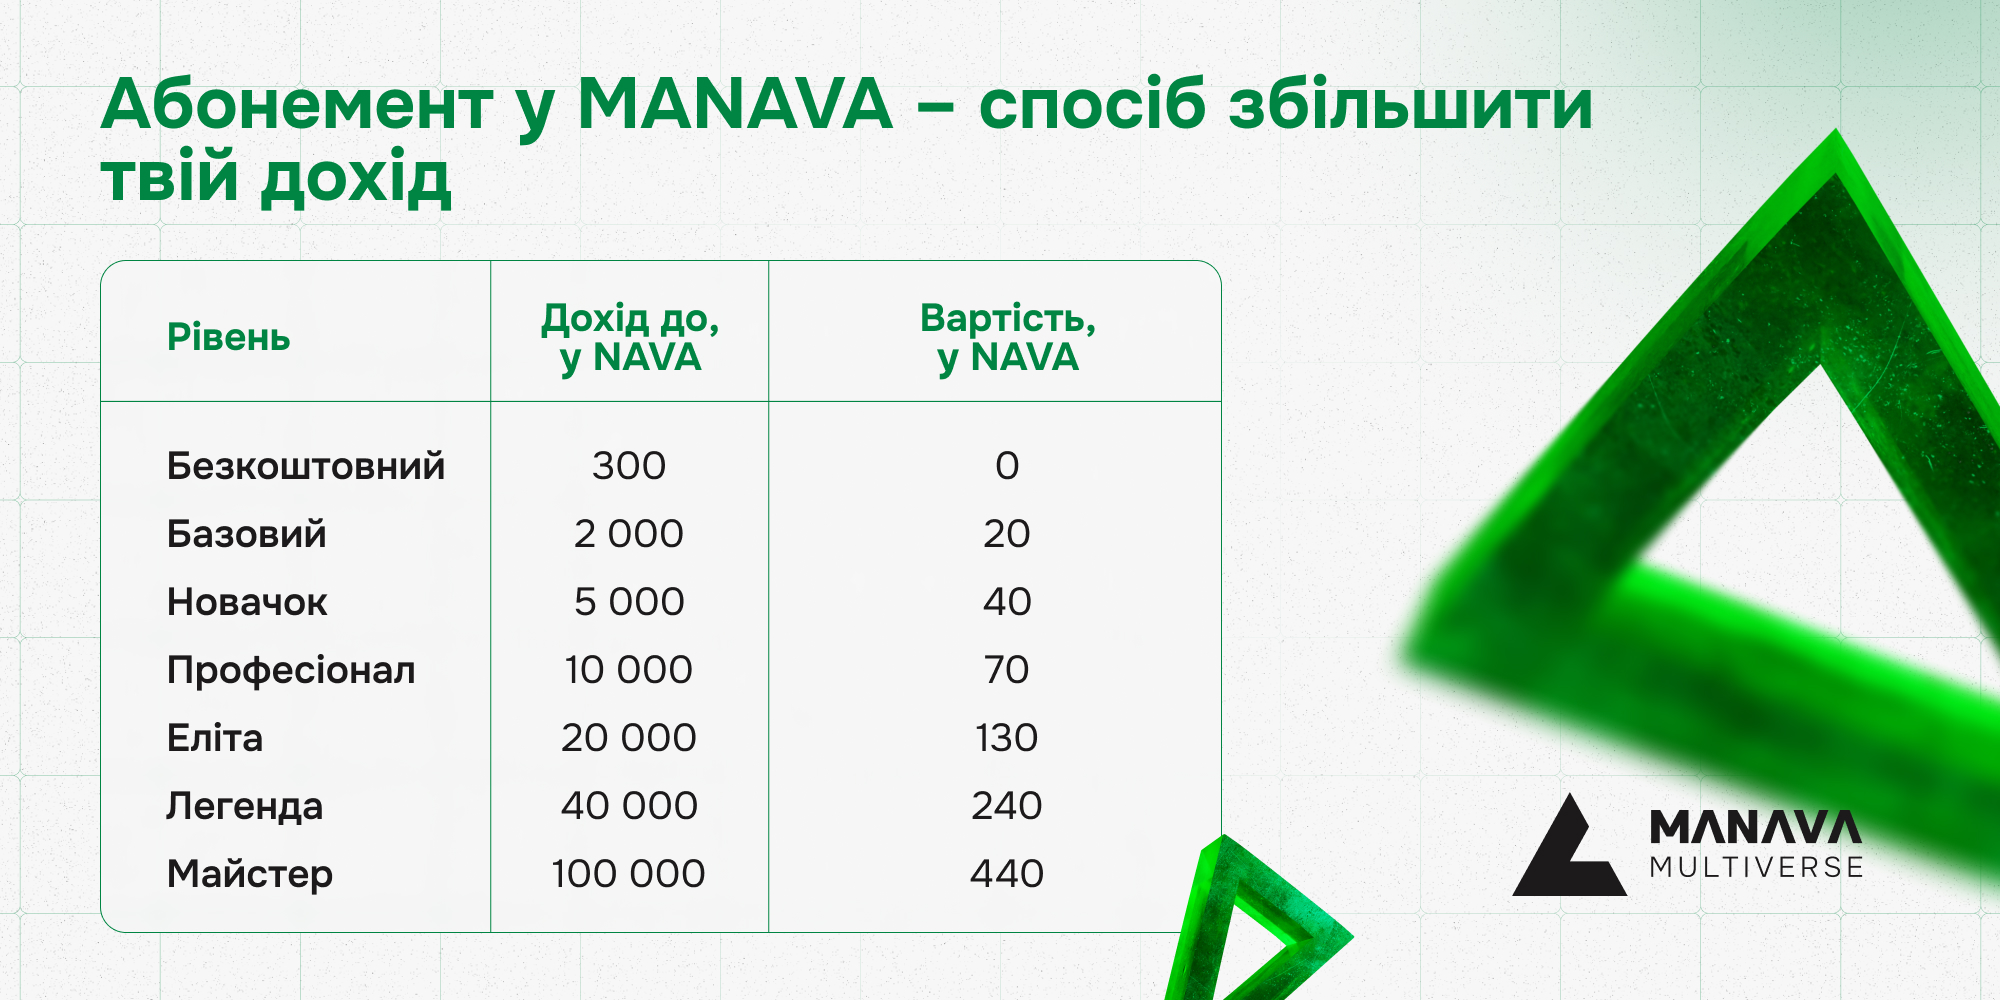 Абонемент у MANAVA – спосіб збільшити
твій дохід
Рівень
Дохід до,
у NAVA
Вартість,
у NAVA
Безкоштовний 300 0
Базовий 2 000 20
Новачок 5 000 40
Професіонал 10 000 70
Еліта 20 000 130
Легенда 40 000 240
Майстер 100 000 440
MANAVA
MULTIVERSE